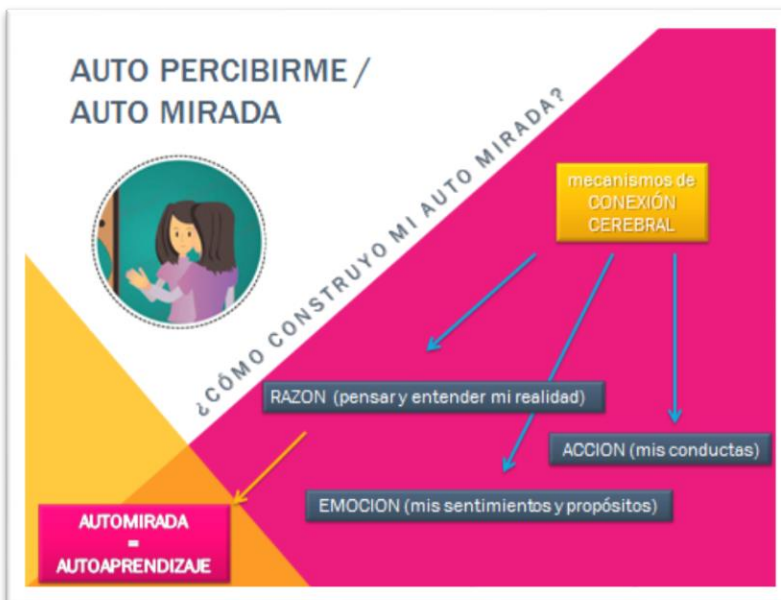 AUTO PERCIBIRME /
AUTO MIRADA
¿CÓMO CONSTRUYO MI AUTO MIRADA?
mecanismos de
CONEXIÓN
CEREBRAL
RAZON (pensar y entender mi realidad)
ACCION (mis conductas)
EMOCION (mis sentimientos y propósitos)
AUTOMIRADA
=
AUTOAPRENDIZAJE